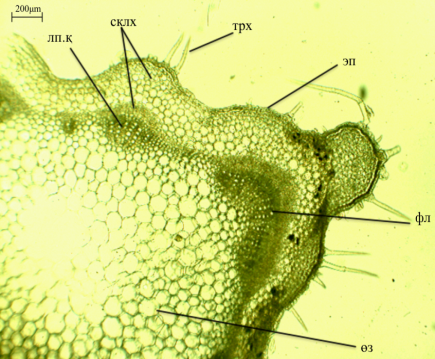 200μm
склх
трх
лп.қ
эп
фл
өз